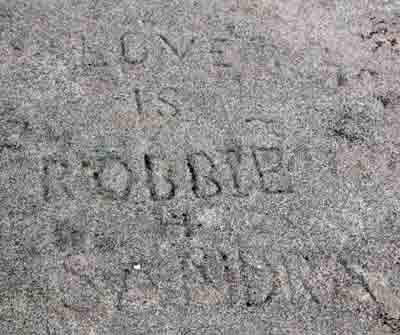 LOVE
IS
ROBBIE
+
SANDRA